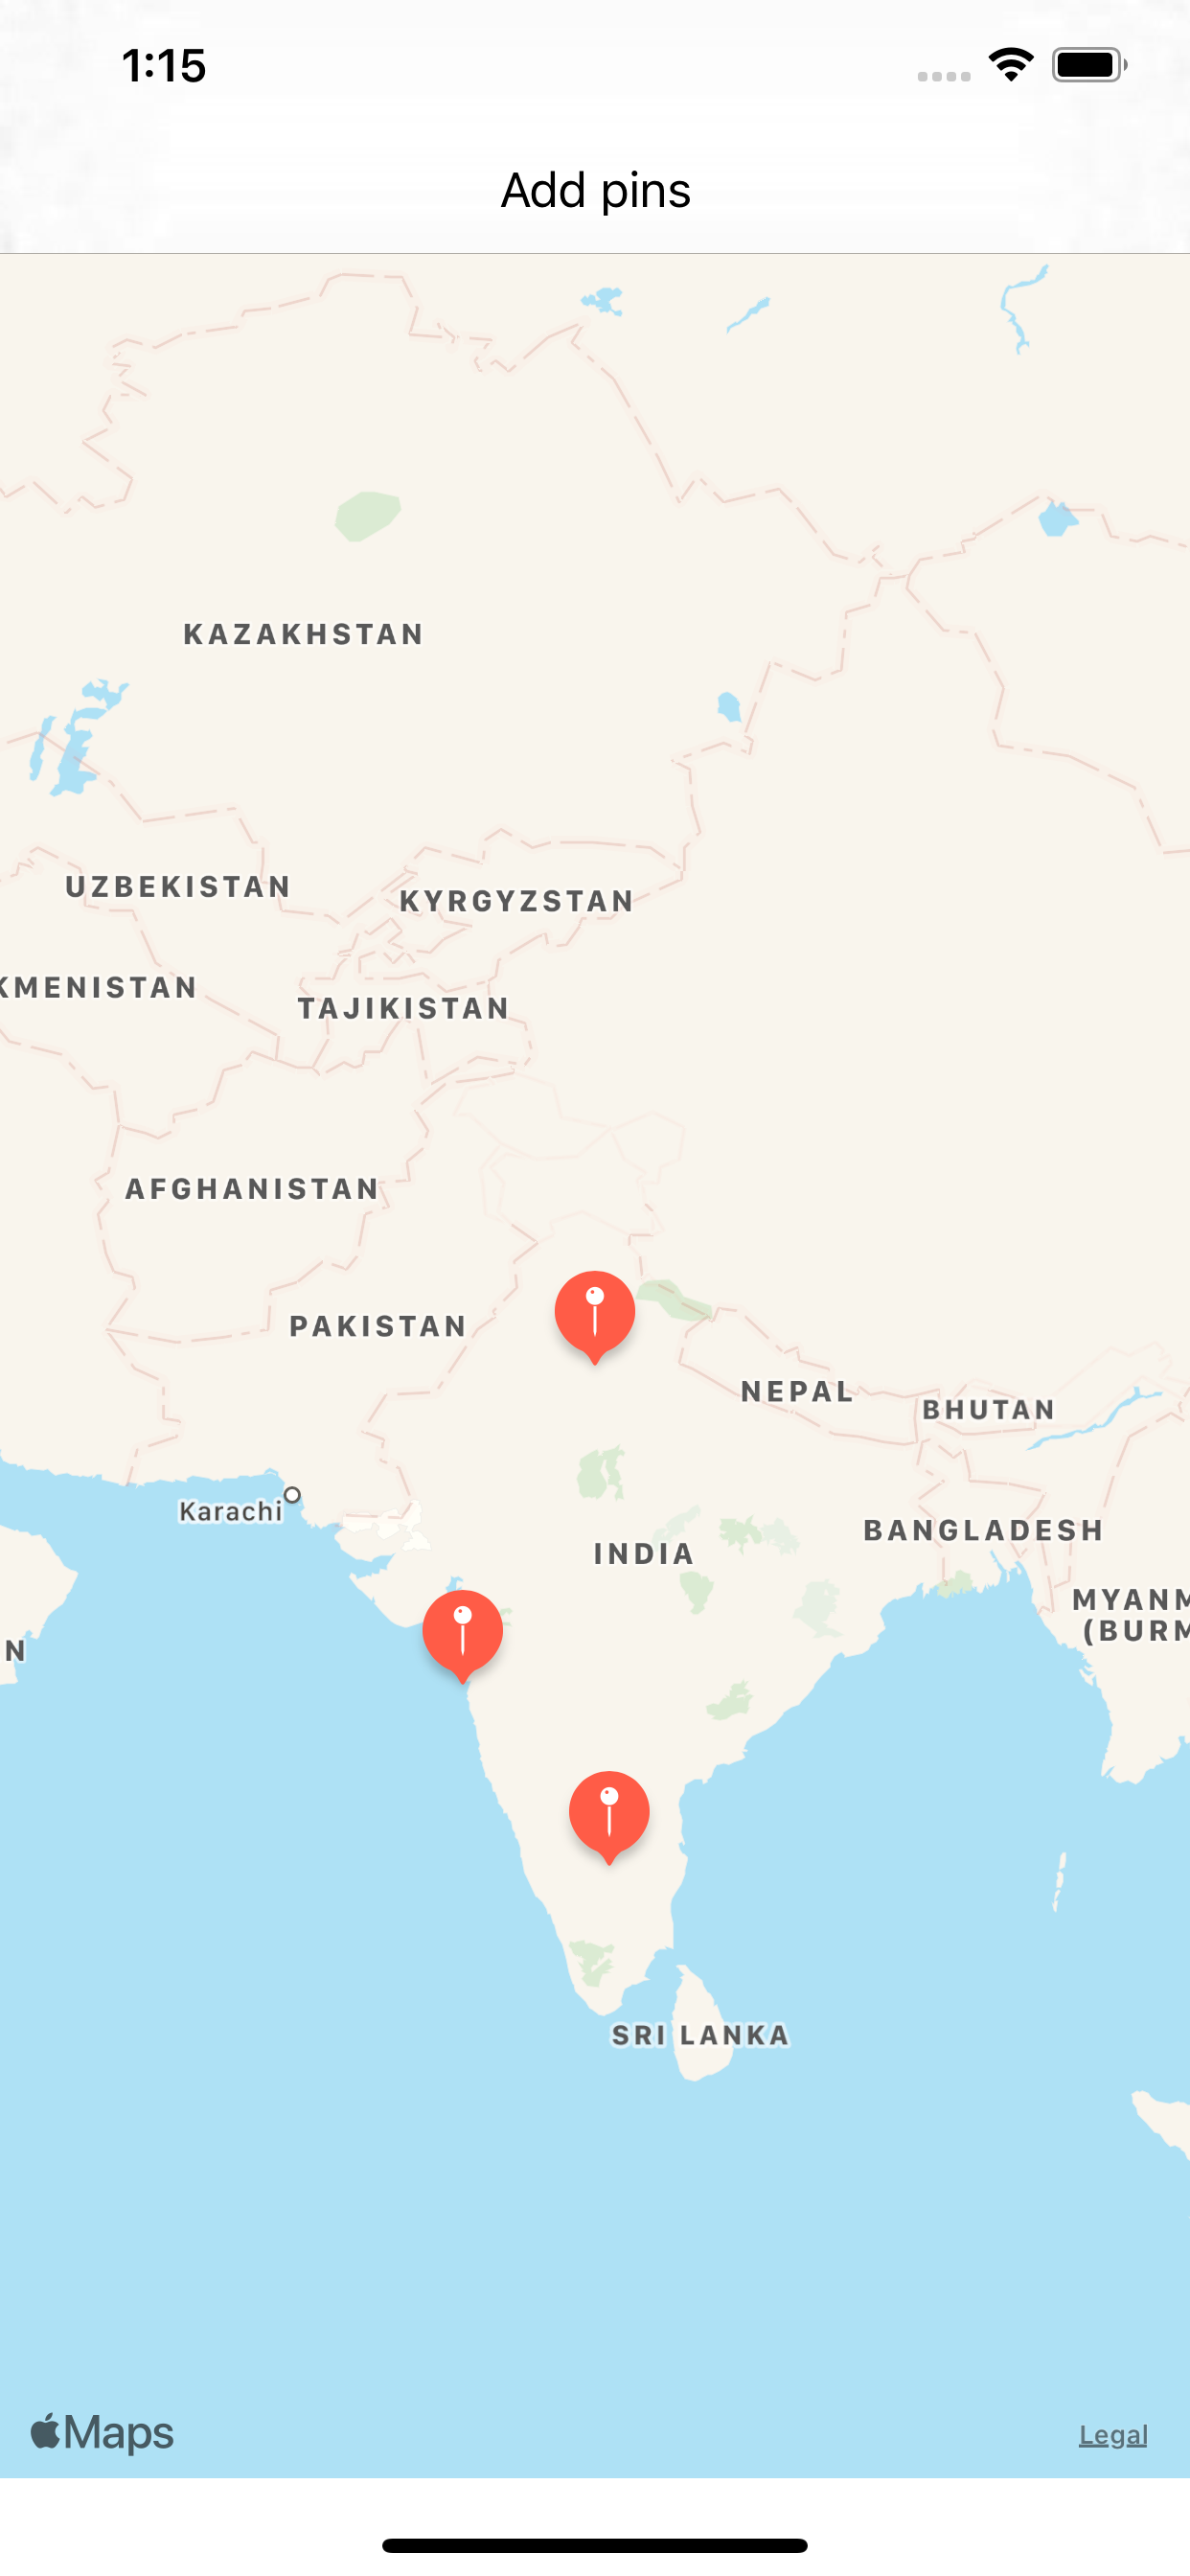 1:15
Add pins
KAZAKHSTAN
UZBEKISTAN
KYRGYZSTAN
KMENISTAN
TAJIKISTAN
AFGHANISTAN
PAKISTAN
NEPAL
BHUTAN
Karachi
BANGLADESH
INDIA
MYANM
(BURM
N
SRI LANKA
Maps
Legal